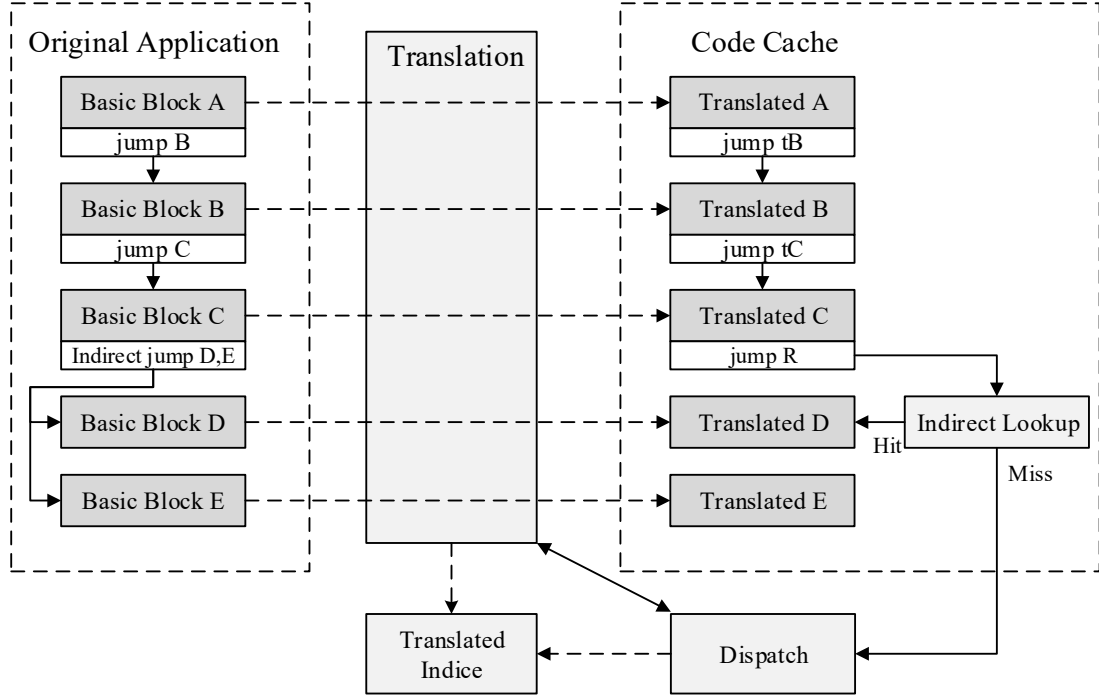 Original Application
Translation
Code Cache
Basic Block A
jump B
Basic Block B
jump C
Basic Block C
Indirect jump D,E
Basic Block D
Basic Block E
Translated A
jump tB
Translated B
jump tC
Translated C
jump R
Translated D
Translated E
Indirect Lookup
Hit
Miss
Translated
Indice
Dispatch